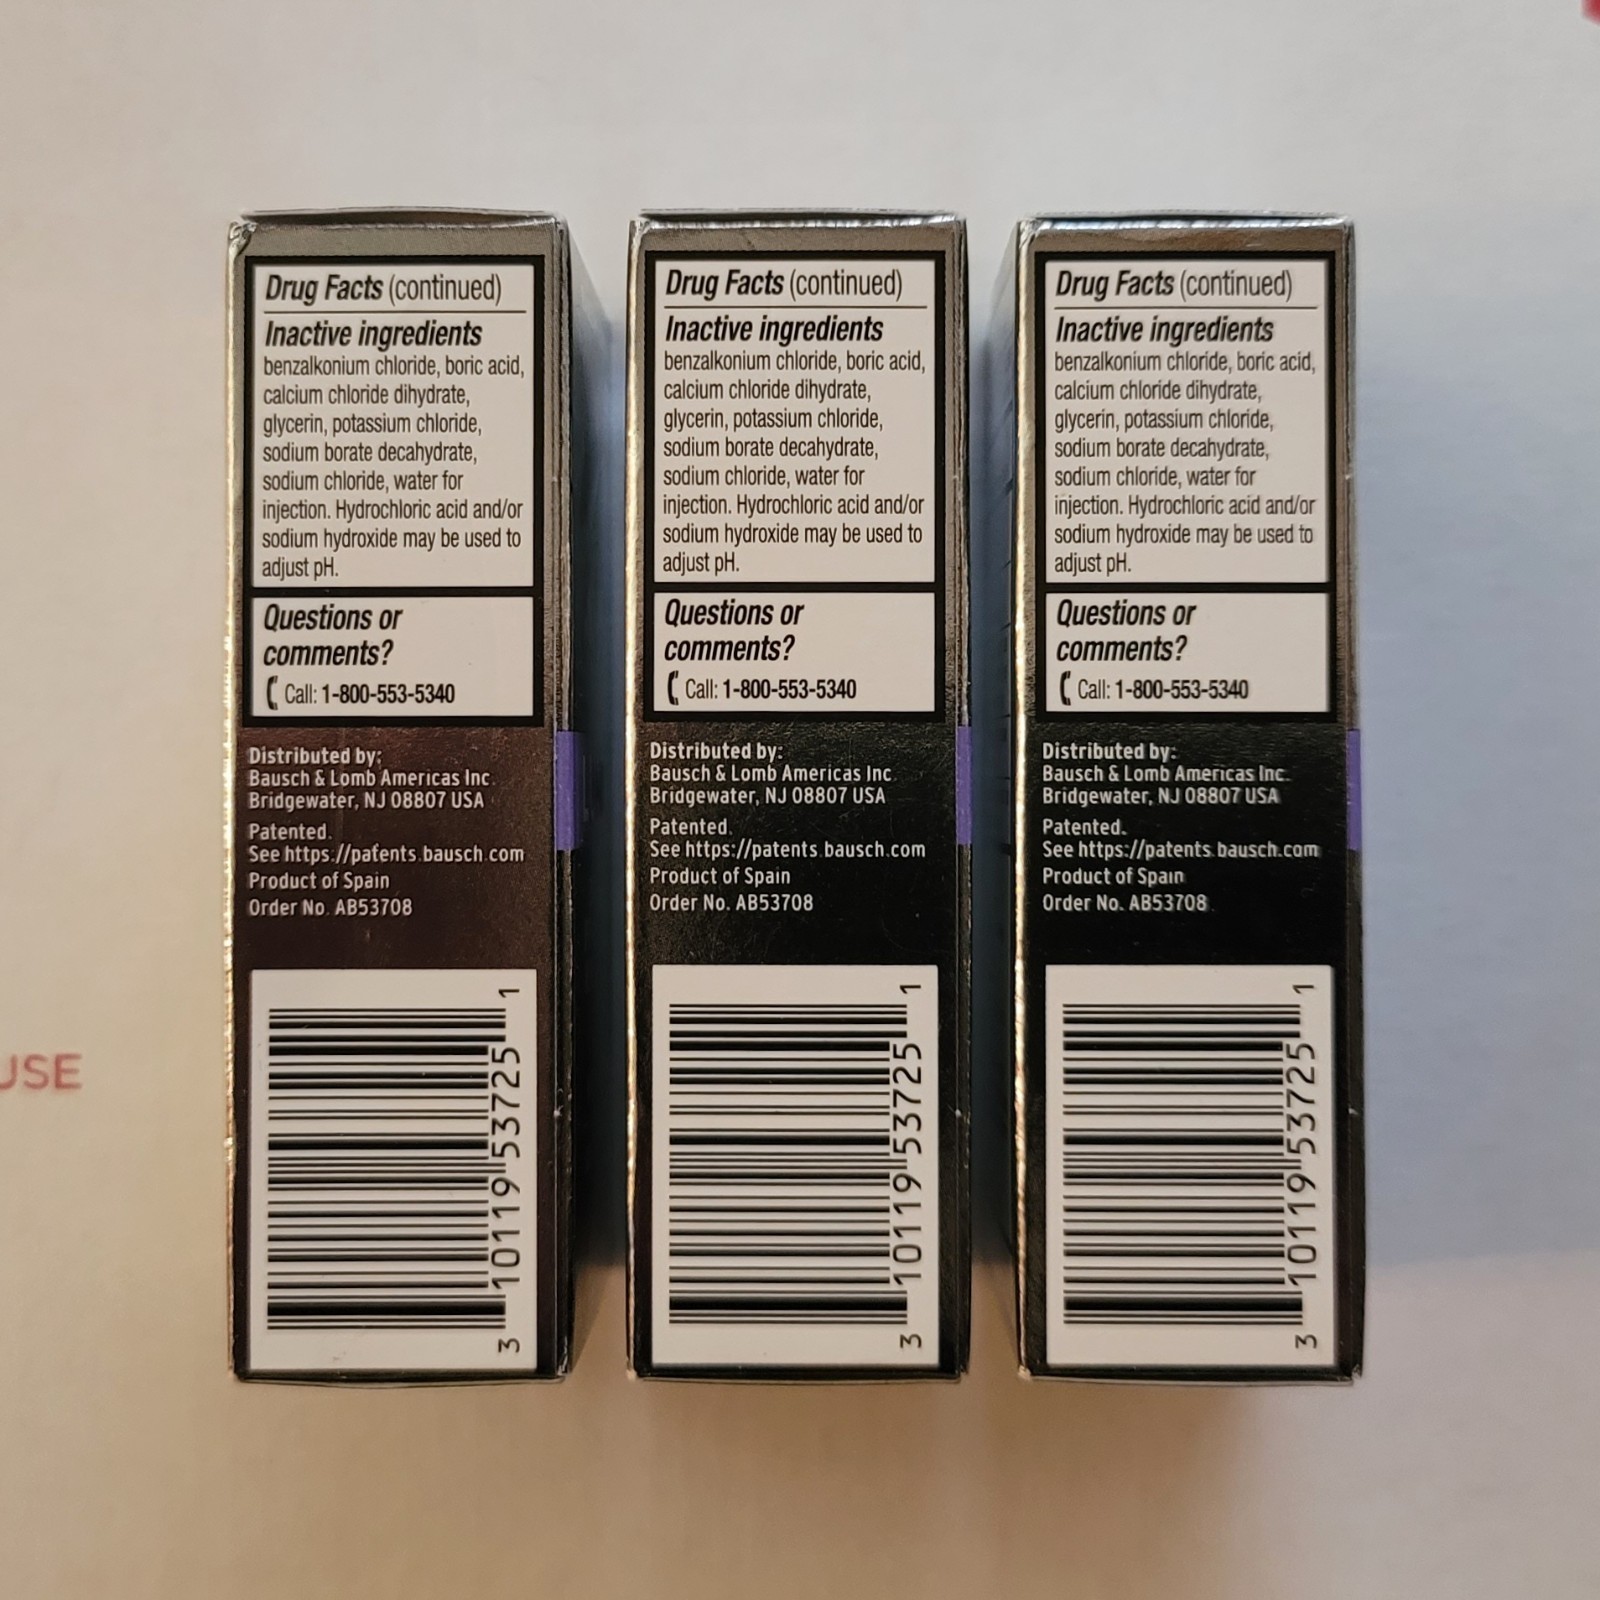 Drug Facts (continued)
Inactive ingredients
benzalkonium chloride, boric acid,
calcium chloride dihydrate,
glycerin, potassium chloride,
sodium borate decahydrate,
sodium chloride, water for
injection. Hydrochloric acid and/or
sodium hydroxide may be used to
adjust pH.
Questions or
comments?
Call: 1-800-553-5340
Distributed by:
Bausch & Lomb Americas Inc.
Bridgewater, NJ 08807 USA
Patented.
See https://patents.bausch.com
Product of Spain
Order No. AB53708
3 10119 53725 1
Drug Facts (continued)
Inactive ingredients
benzalkonium chloride, boric acid,
calcium chloride dihydrate,
glycerin, potassium chloride,
sodium borate decahydrate,
sodium chloride, water for
injection. Hydrochloric acid and/or
sodium hydroxide may be used to
adjust pH.
Questions or
comments?
Call: 1-800-553-5340
Distributed by:
Bausch & Lomb Americas Inc.
Bridgewater, NJ 08807 USA
Patented.
See https://patents.bausch.com
Product of Spain
Order No. AB53708
3 10119 53725 1
Drug Facts (continued)
Inactive ingredients
benzalkonium chloride, boric acid,
calcium chloride dihydrate,
glycerin, potassium chloride,
sodium borate decahydrate,
sodium chloride, water for
injection. Hydrochloric acid and/or
sodium hydroxide may be used to
adjust pH.
Questions or
comments?
Call: 1-800-553-5340
Distributed by:
Bausch & Lomb Americas Inc.
Bridgewater, NJ 08807 USA
Patented.
See https://patents.bausch.com
Product of Spain
Order No. AB53708
3 10119 53725 1
USE